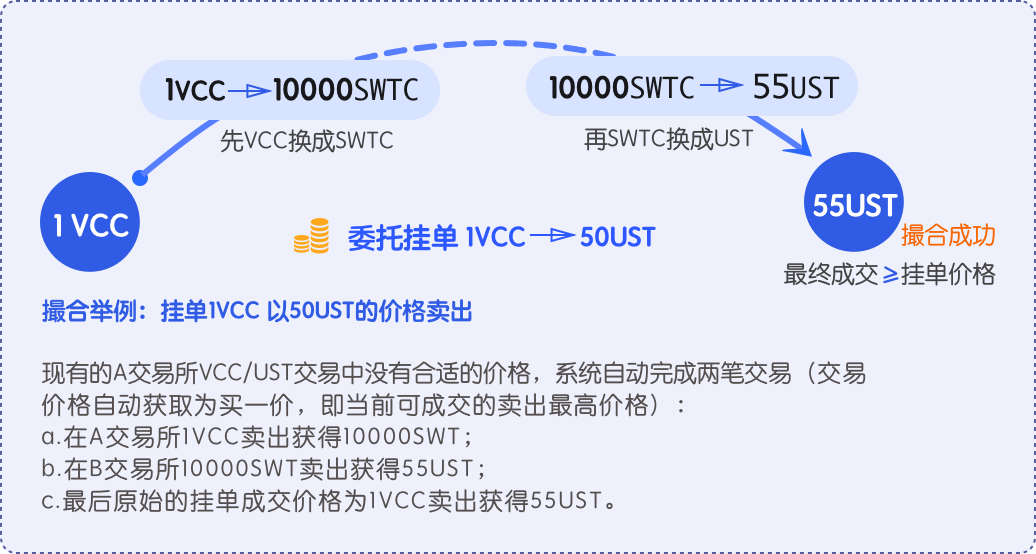 1VCC→10000SWTC
10000SWTC→55UST
先VCC换成SWTC
再SWTC换成UST
1 VCC
55UST
委托挂单 1VCC→50UST
撮合成功
最终成交≥挂单价格
撮合举例：挂单1VCC 以50UST的价格卖出
现有的A交易所VCC/UST交易中没有合适的价格，系统自动完成两笔交易（交易
价格自动获取为买一价，即当前可成交的卖出最高价格）：
a.在A交易所1VCC卖出获得10000SWT；
b.在B交易所10000SWT卖出获得55UST；
c.最后原始的挂单成交价格为1VCC卖出获得55UST。